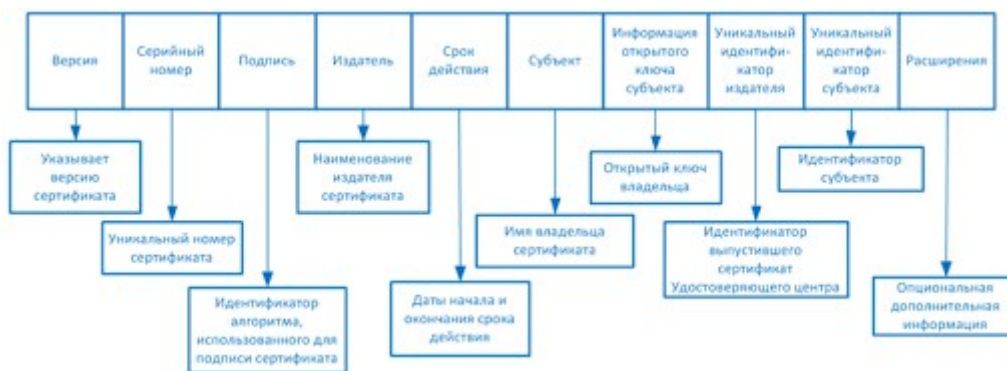 Версия
Серийный
номер
Подпись
Издатель
Срок
действия
Субъект
Информация
открытого
ключа
субъекта
Уникальный
идентифи-
катор
издателя
Уникальный
идентифи-
катор
субъекта
Расширения
Указывает
версию
сертификата
Наименование
издателя
сертификата
Открытый ключ
владельца
Идентификатор
субъекта
Уникальный номер
сертификата
Имя владельца
сертификата
Идентификатор
выпустившего
сертификат
Удостоверяющего центра
Идентификатор
алгоритма,
использованного для
подписи сертификата
Даты начала и
окончания срока
действия
Опциональная
дополнительная
информация